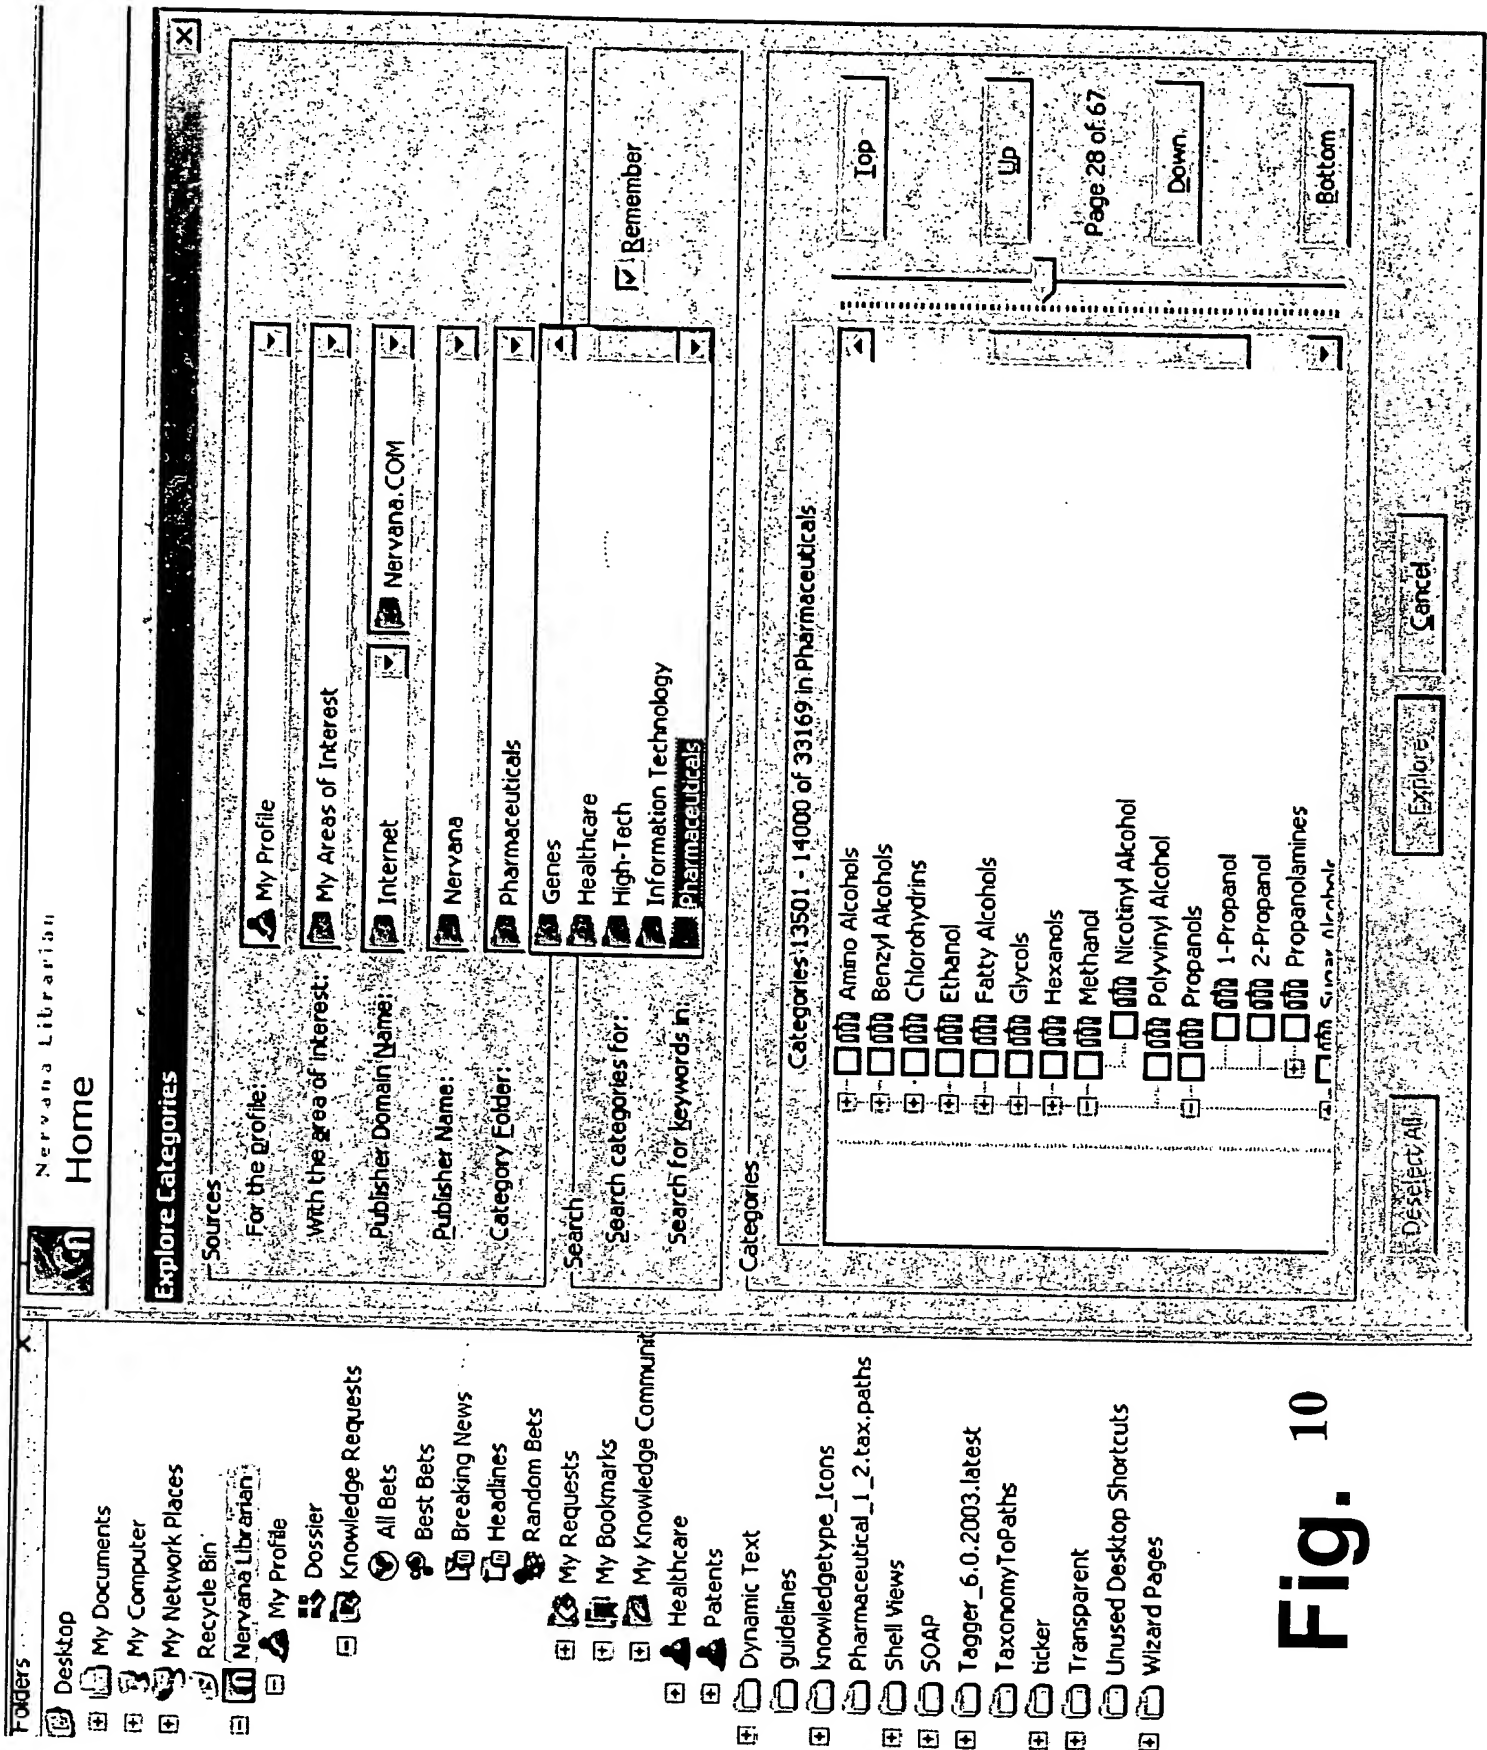 Folders
Desktop
My Documents
My Computer
My Network Places
Recycle Bin
Nervana Librarian
My Profile
Dossier
Knowledge Requests
All Bets
Best Bets
Breaking News
Headlines
Random Bets
My Requests
My Bookmarks
My Knowledge Communit
Healthcare
Patents
Dynamic Text
guidelines
knowledgetype_Icons
Pharmaceutical_1_2.tax.paths
Shell Views
SOAP
Tagger_6.0.2003.latest
TaxonomyToPaths
ticker
Transparent
Unused Desktop Shortcuts
Wizard Pages
Nervana Librarian
Home
Explore Categories
Sources
For the profile: My Profile
With the area of interest: My Areas of Interest
Publisher Domain Name: Internet Nervana.COM
Publisher Name: Nervana
Category Folder: Pharmaceuticals
Genes
Healthcare
High-Tech
Information Technology
Pharmaceuticals
Search
Search categories for:
Search for keywords in:
Remember
Categories
Categories 13501 - 14000 of 33169 in Pharmaceuticals
Amino Alcohols
Benzyl Alcohols
Chlorohydrins
Ethanol
Fatty Alcohols
Glycols
Hexanols
Methanol
Nicotinyl Alcohol
Polyvinyl Alcohol
Propanols
1-Propanol
2-Propanol
Propanolamines
Sugar Alcohols
Top
Up
Page 28 of 67
Down
Bottom
Deselect All
Explore
Cancel
Fig. 10